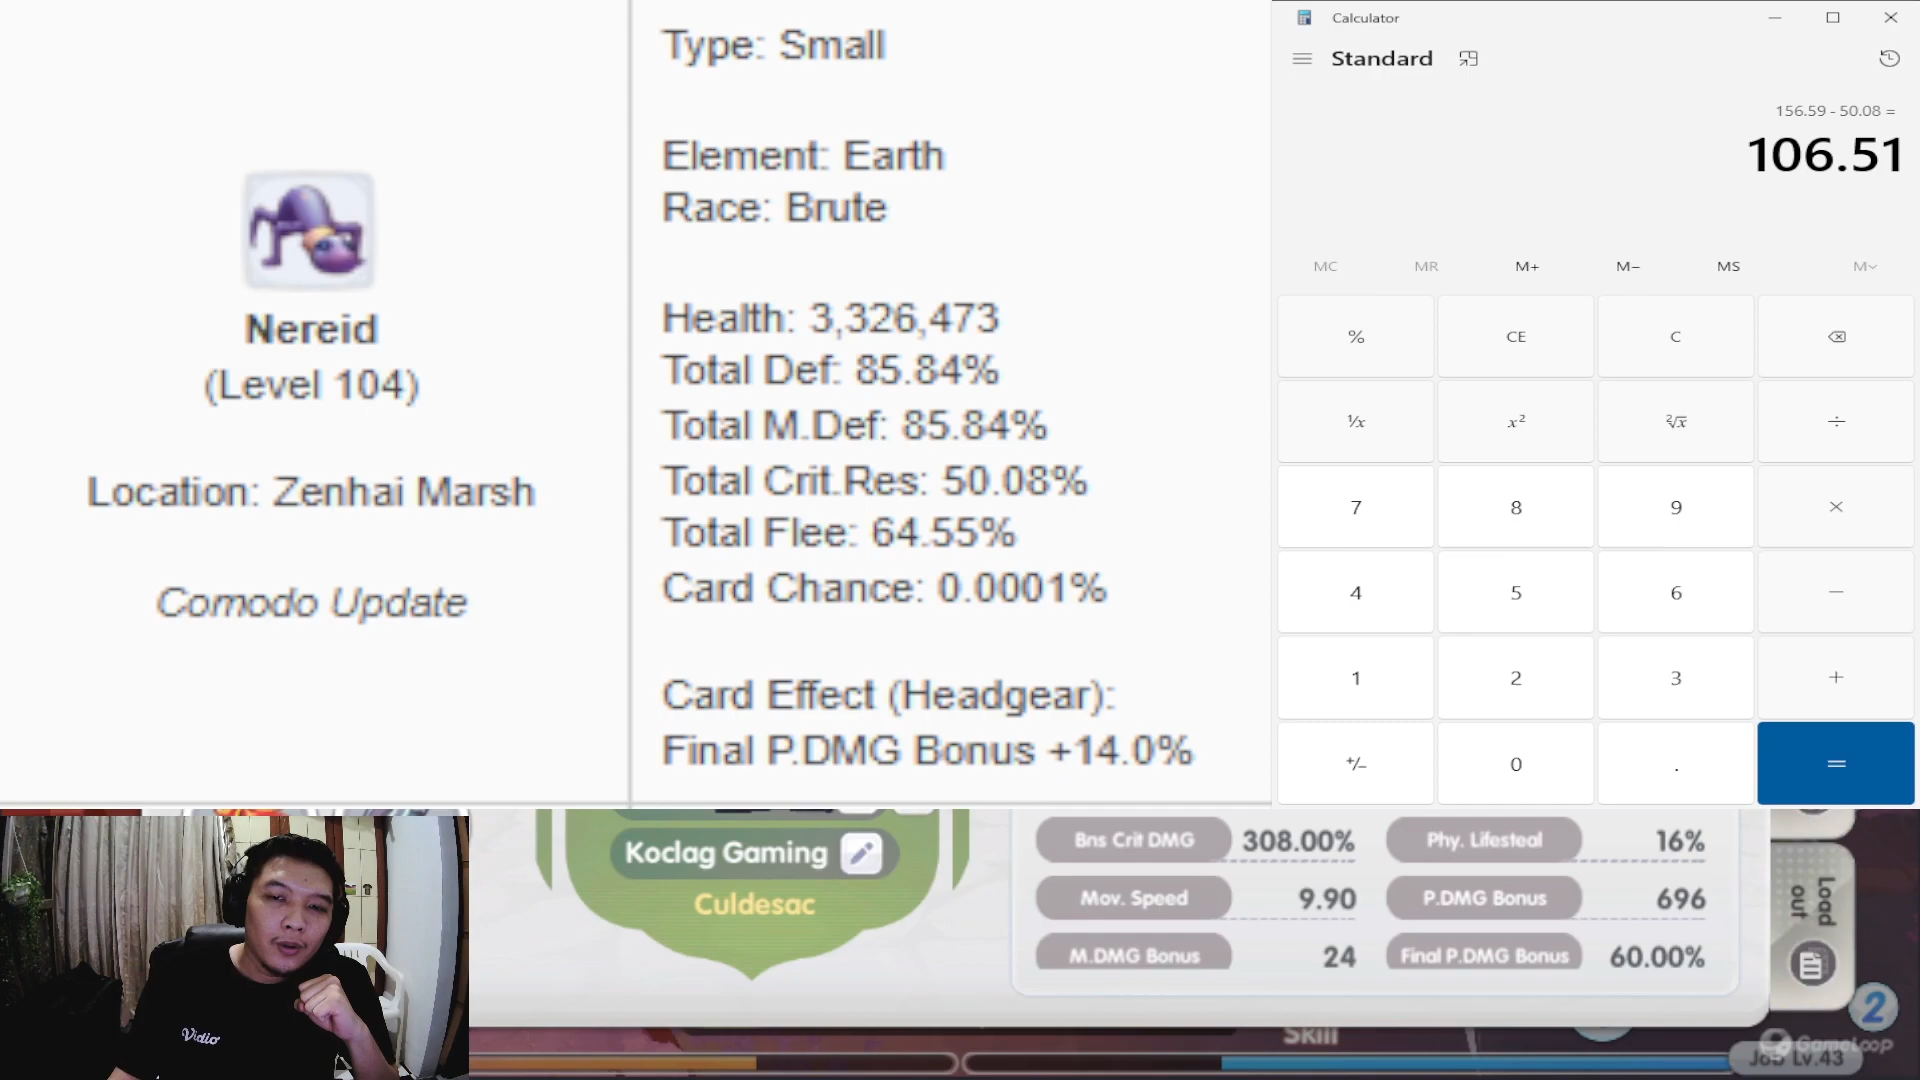 Nereid
(Level 104)
Location: Zenhai Marsh
Comodo Update
Type: Small
Element: Earth
Race: Brute
Health: 3,326,473
Total Def: 85.84%
Total M.Def: 85.84%
Total Crit.Res: 50.08%
Total Flee: 64.55%
Card Chance: 0.0001%
Card Effect (Headgear):
Final P.DMG Bonus +14.0%
Calculator
Standard
156.59 - 50.08 =
106.51
MC MR M+ M− MS M
% CE C
¹/x x² ²√x ÷
7 8 9 ×
4 5 6 −
1 2 3 +
+/− 0 . =
Vidio
Koclag Gaming
Culdesac
Bns Crit DMG 308.00% Phy. Lifesteal 16%
Mov. Speed 9.90 P.DMG Bonus 696
M.DMG Bonus 24 Final P.DMG Bonus 60.00%
Load
out
2
Skill
GameLoop
Job Lv.43